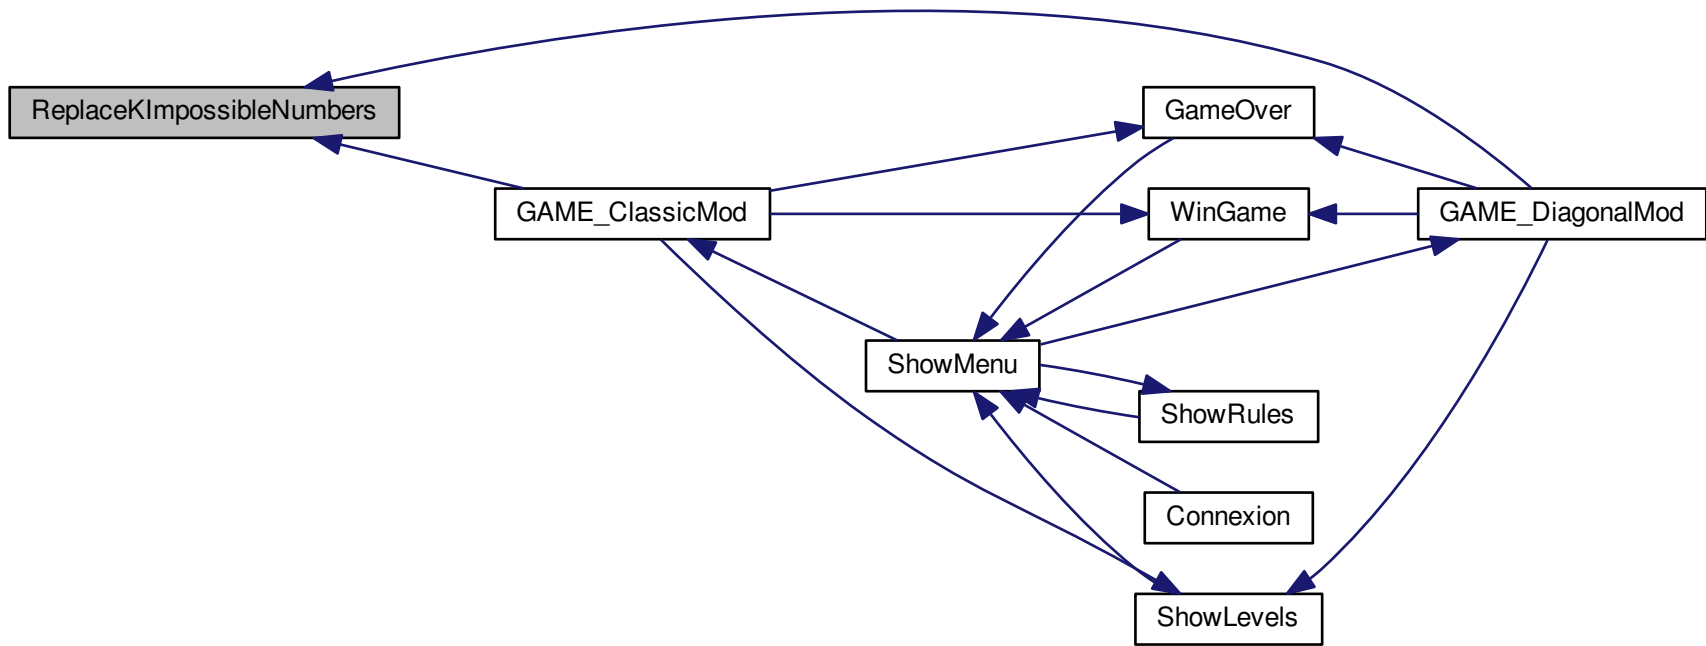 ReplaceKImpossibleNumbers
GameOver
GAME_ClassicMod
WinGame
GAME_DiagonalMod
ShowMenu
ShowRules
Connexion
ShowLevels